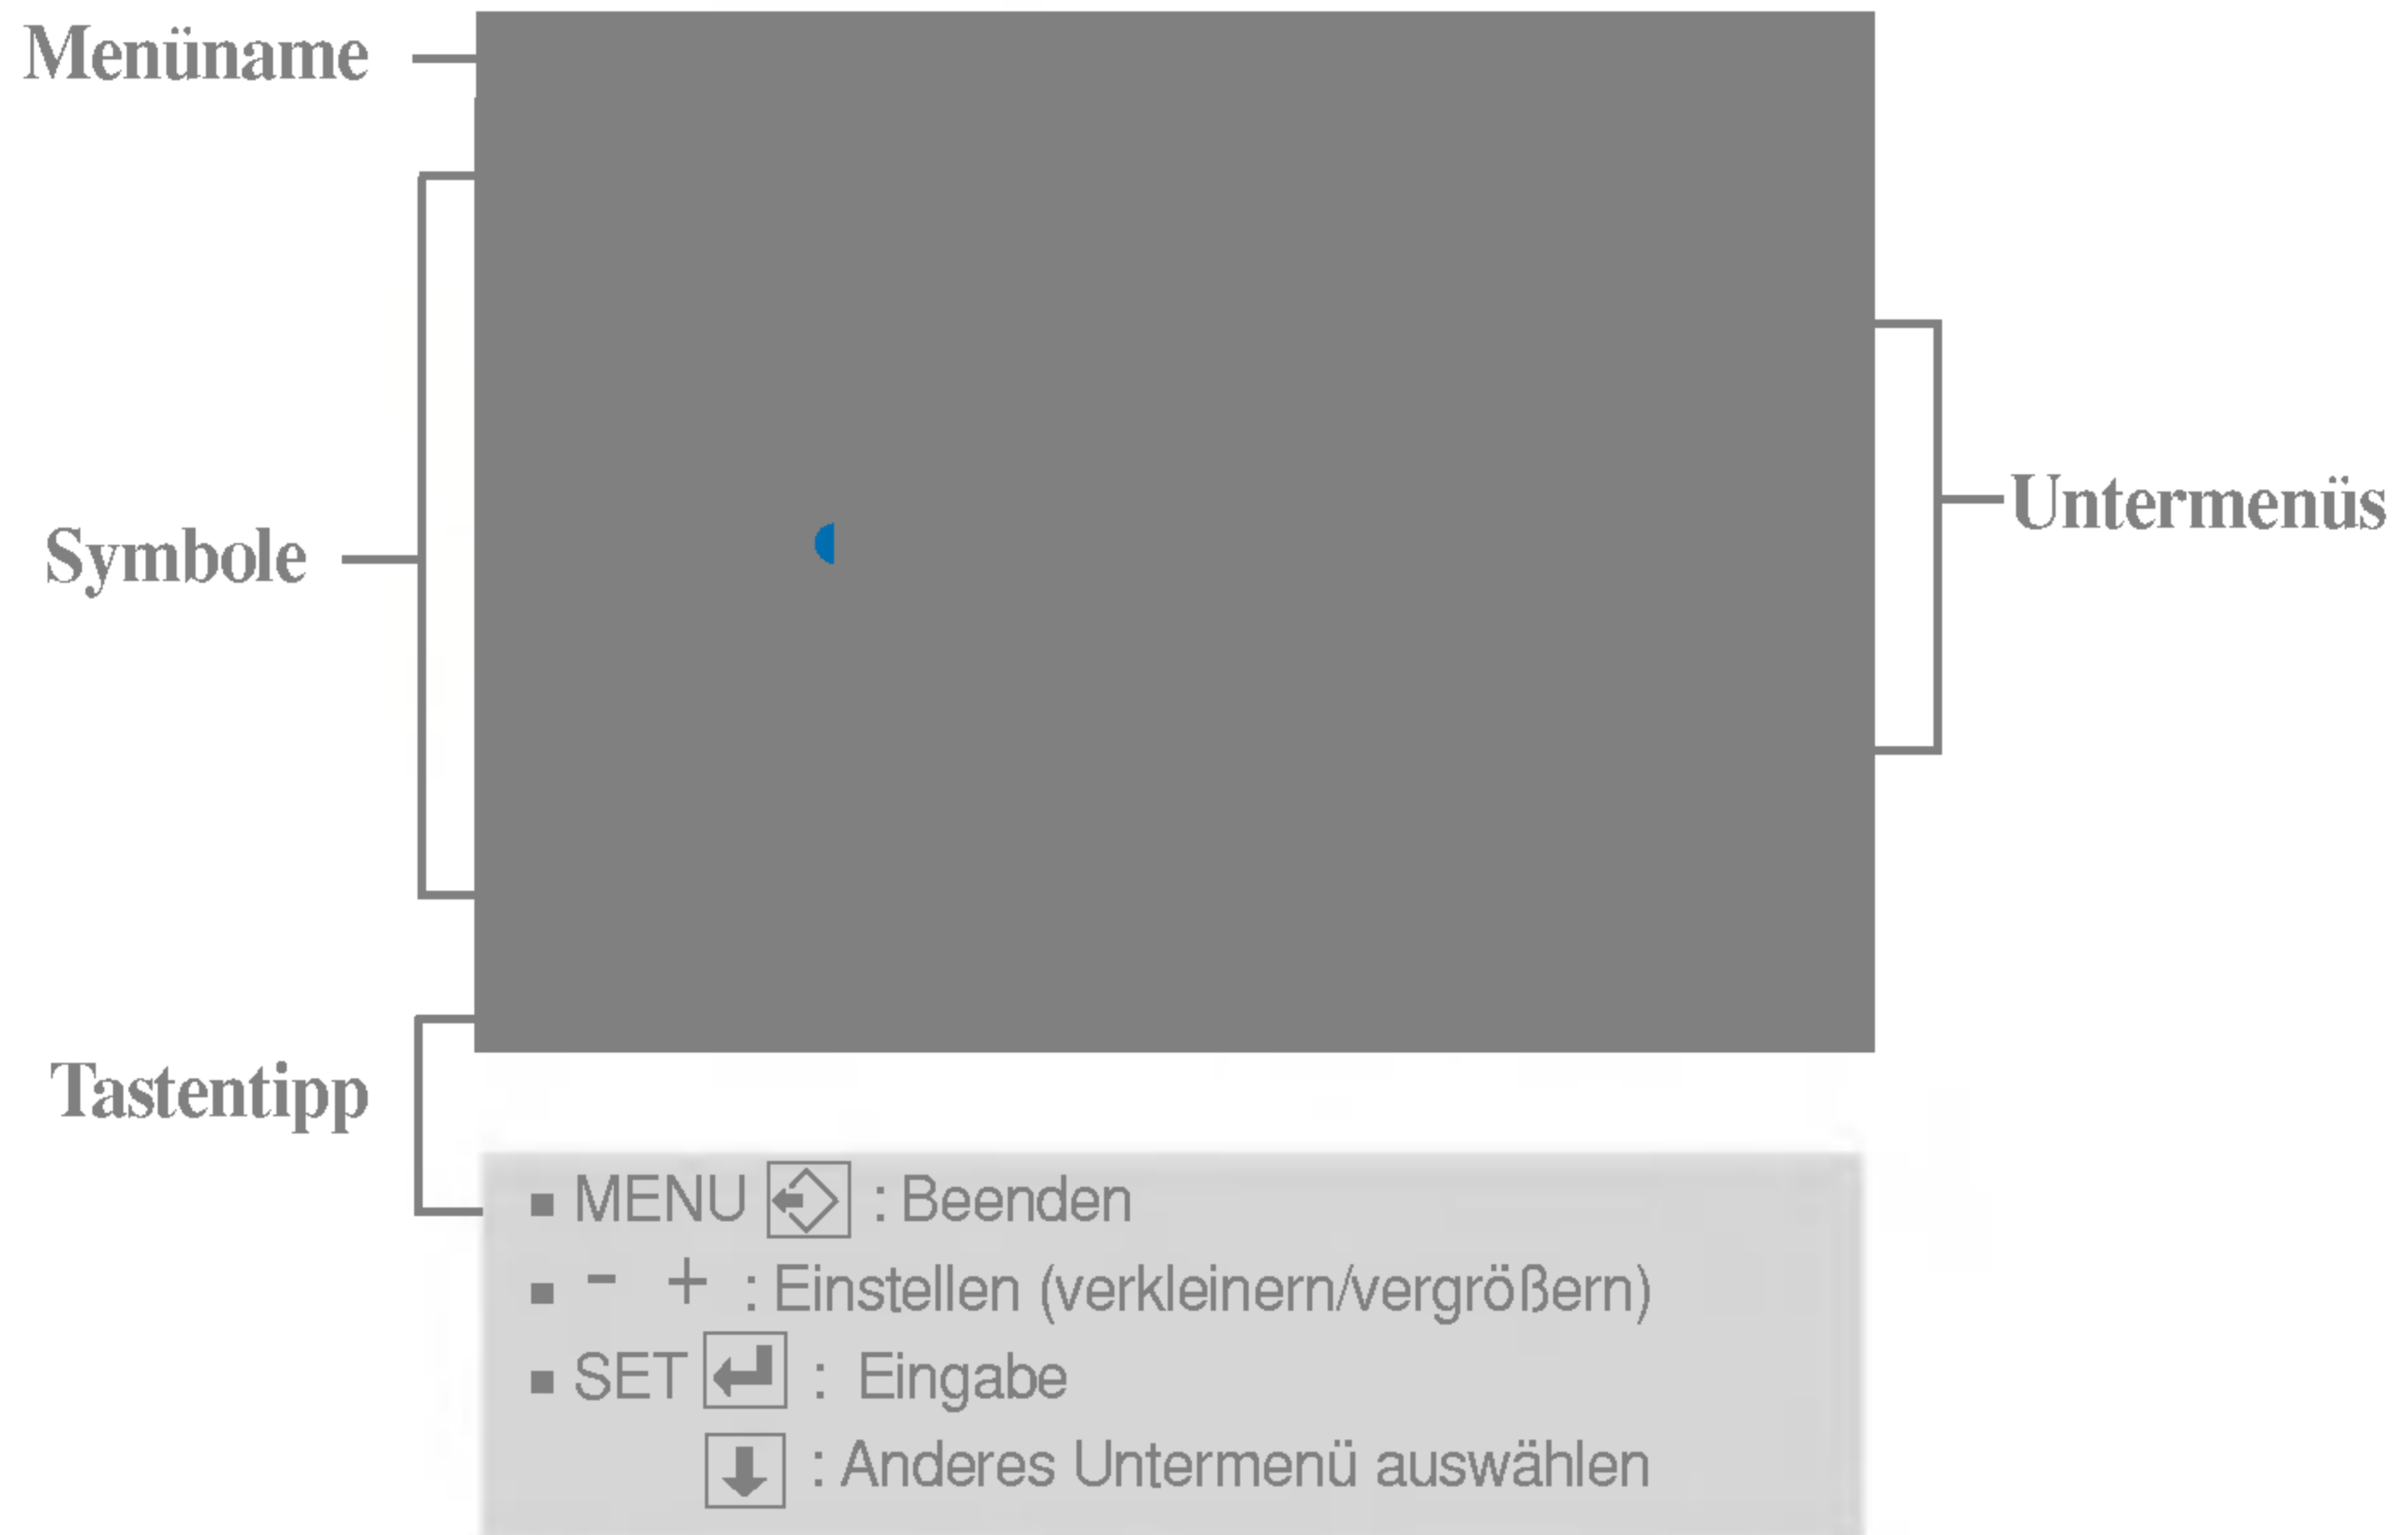 Menüname
Symbole
Untermenüs
Tastentipp
■ MENU : Beenden
■ - + : Einstellen (verkleinern/vergrößern)
■ SET : Eingabe
: Anderes Untermenü auswählen